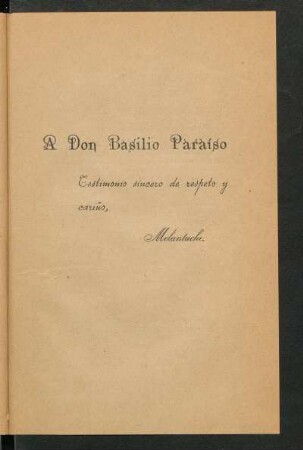 A Don Basilio Paraíso
Testimonio sincero de respeto y
cariño,
Melantuche.